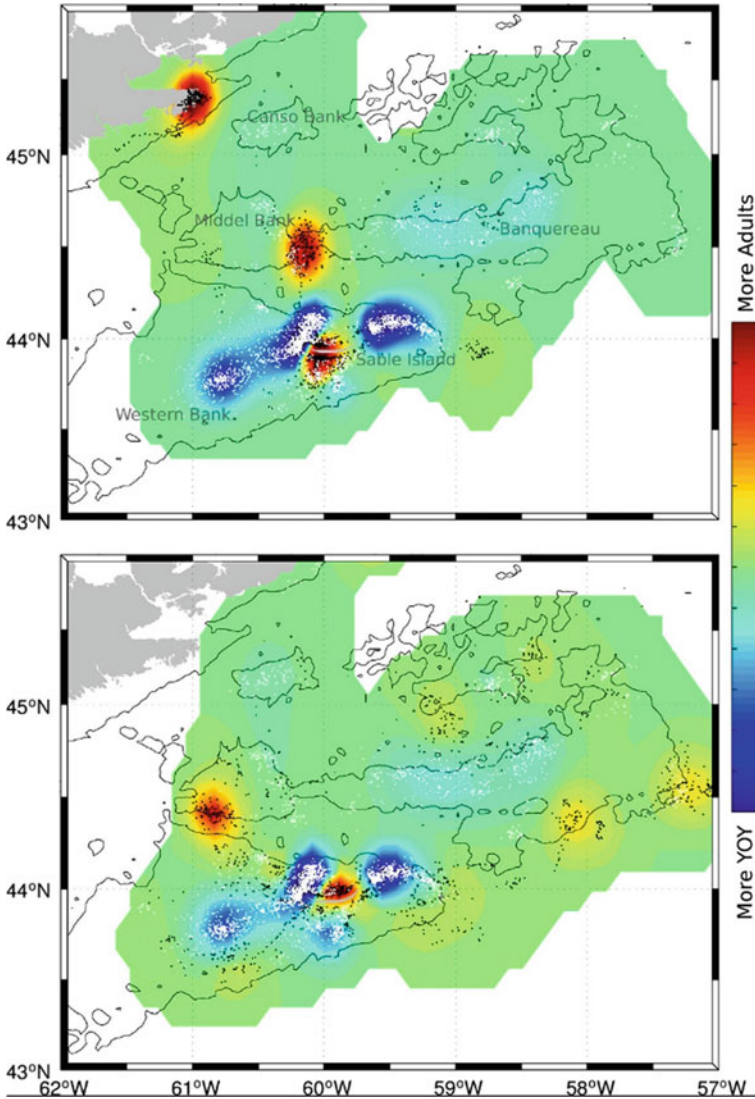 Canso Bank
45°N
Middel Bank
Banquereau
44°N
Sable Island
Western Bank
43°N
More Adults
More YOY
45°N
44°N
43°N
62°W 61°W 60°W 59°W 58°W 57°W